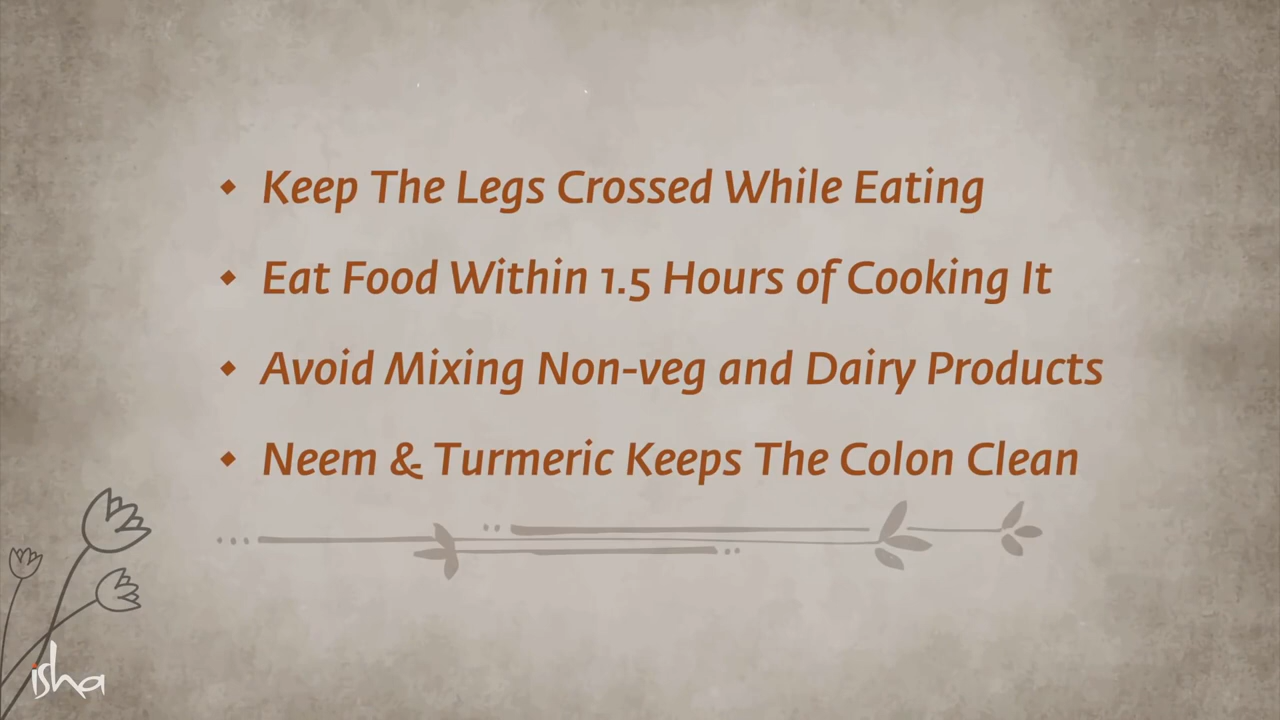 Keep The Legs Crossed While Eating
Eat Food Within 1.5 Hours of Cooking It
Avoid Mixing Non-veg and Dairy Products
Neem & Turmeric Keeps The Colon Clean
isha